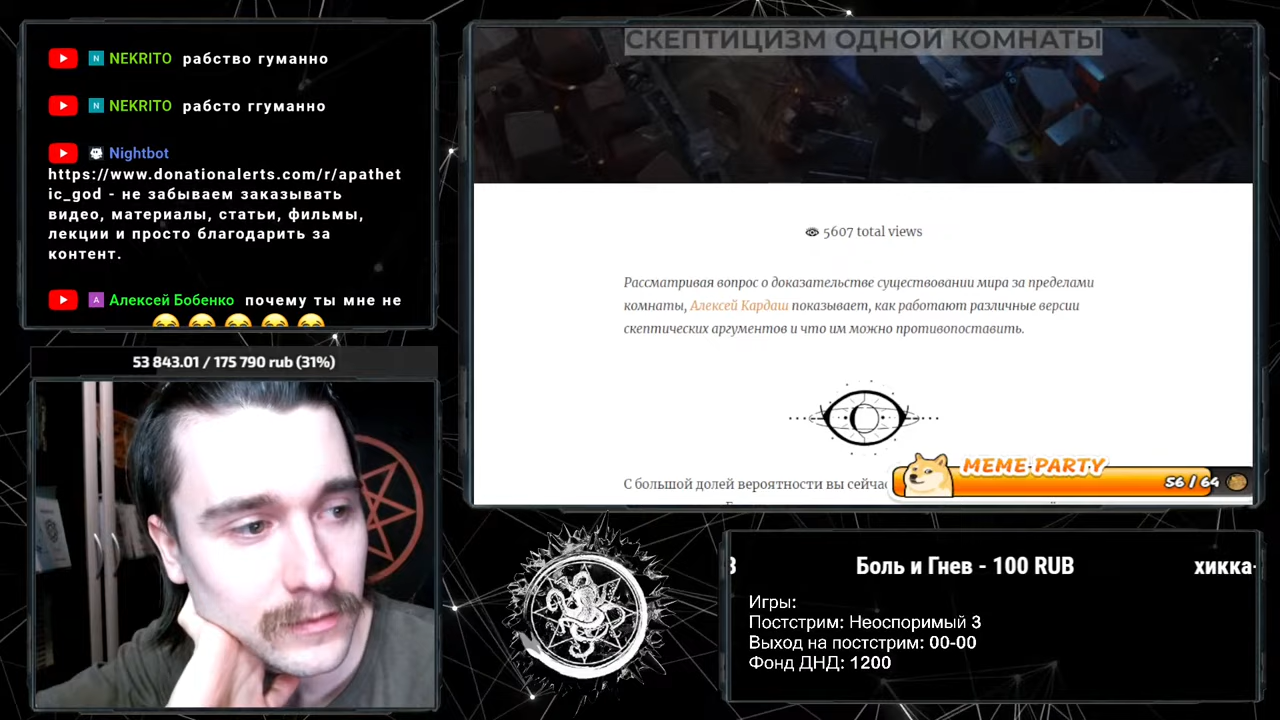 NEKRITO рабство гуманно
NEKRITO рабсто ггуманно
Nightbot
https://www.donationalerts.com/r/apathet
ic_god - не забываем заказывать
видео, материалы, статьи, фильмы,
лекции и просто благодарить за
контент.
Алексей Бобенко почему ты мне не
53 843.01 / 175 790 rub (31%)
СКЕПТИЦИЗМ ОДНОЙ КОМНАТЫ
5607 total views
Рассматривая вопрос о доказательстве существовании мира за пределами
комнаты, Алексей Кардаш показывает, как работают различные версии
скептических аргументов и что им можно противопоставить.
С большой долей вероятности вы сейчас
MEME PARTY
56 / 64
Боль и Гнев - 100 RUB
хикка-
Игры:
Постстрим: Неоспоримый 3
Выход на постстрим: 00-00
Фонд ДНД: 1200